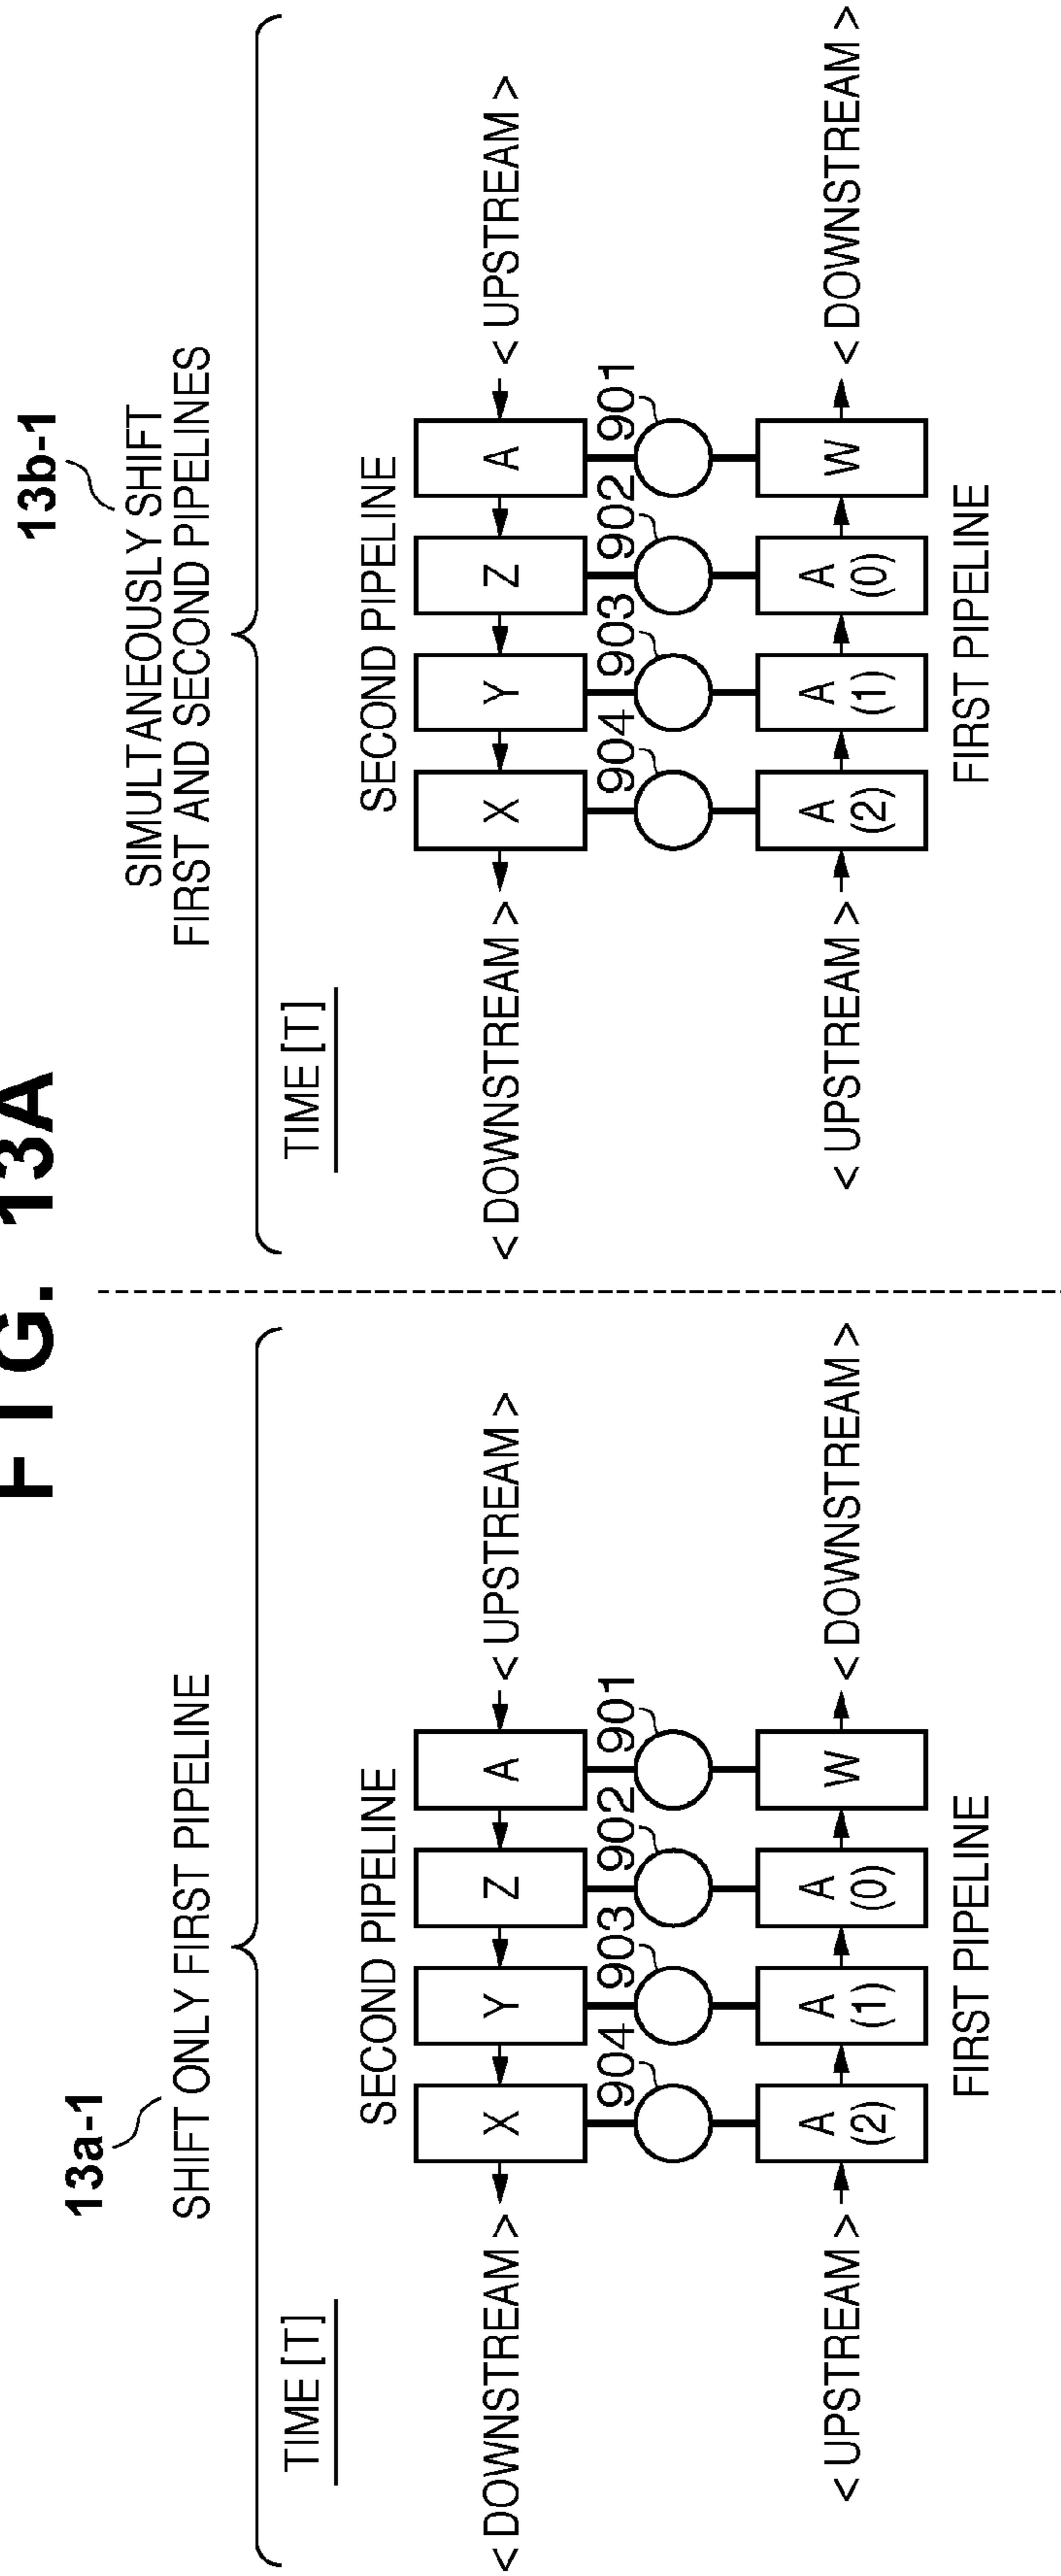 FIG. 13A
13a-1
SHIFT ONLY FIRST PIPELINE
TIME [T]
SECOND PIPELINE
< DOWNSTREAM >
X
Y
Z
A
< UPSTREAM >
904
903
902
901
< UPSTREAM >
A
(2)
A
(1)
A
(0)
W
< DOWNSTREAM >
FIRST PIPELINE
13b-1
SIMULTANEOUSLY SHIFT
FIRST AND SECOND PIPELINES
TIME [T]
SECOND PIPELINE
< DOWNSTREAM >
X
Y
Z
A
< UPSTREAM >
904
903
902
901
< UPSTREAM >
A
(2)
A
(1)
A
(0)
W
< DOWNSTREAM >
FIRST PIPELINE